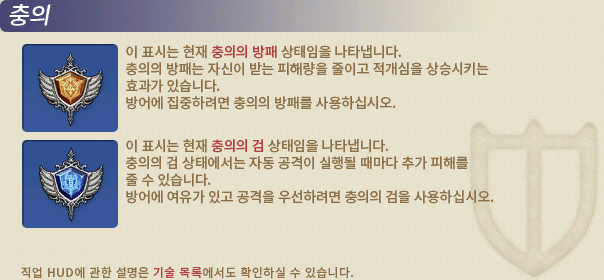 충의
이 표시는 현재 충의의 방패 상태임을 나타냅니다.
충의의 방패는 자신이 받는 피해량을 줄이고 적개심을 상승시키는
효과가 있습니다.
방어에 집중하려면 충의의 방패를 사용하십시오.
이 표시는 현재 충의의 검 상태임을 나타냅니다.
충의의 검 상태에서는 자동 공격이 실행될 때마다 추가 피해를
줄 수 있습니다.
방어에 여유가 있고 공격을 우선하려면 충의의 검을 사용하십시오.
직업 HUD에 관한 설명은 기술 목록에서도 확인하실 수 있습니다.